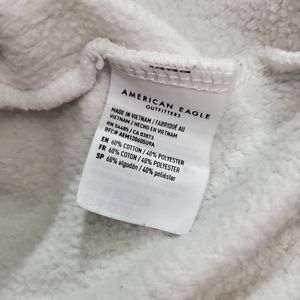 AMERICAN EAGLE
OUTFITTERS
MADE IN VIETNAM / FABRIQUÉ AU
VIETNAM / HECHO EN VIETNAM
RN 54485 / CA 03873
EN 60% COTTON / 40% POLYESTER
FR 60% COTON / 40% POLYESTER
SP 60% algodón / 40% poliéster